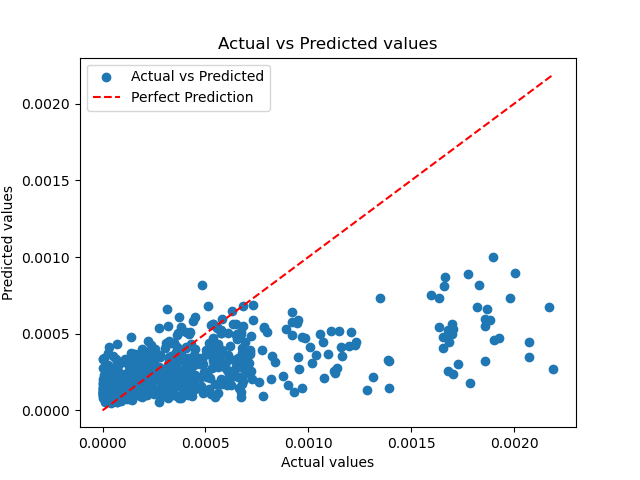 Actual vs Predicted values
Actual vs Predicted
Perfect Prediction
0.0020
0.0015
0.0010
0.0005
0.0000
Predicted values
0.0000 0.0005 0.0010 0.0015 0.0020
Actual values